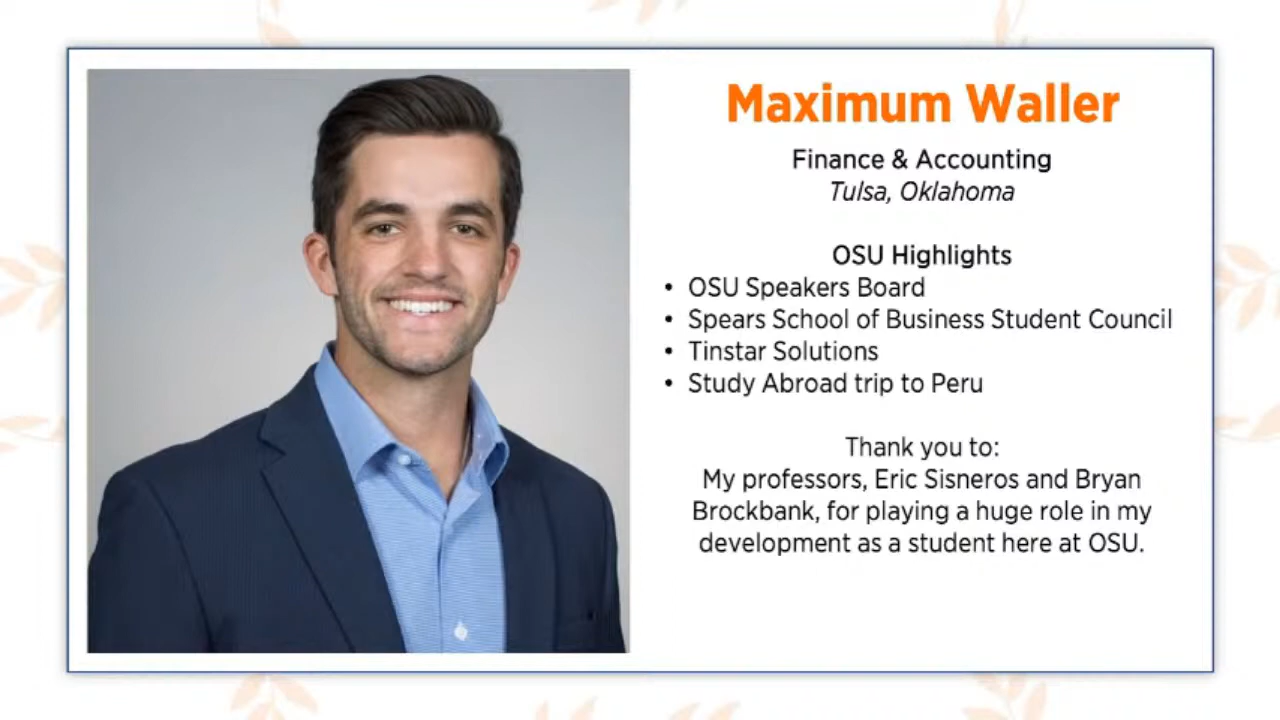 Maximum Waller
Finance & Accounting
Tulsa, Oklahoma
OSU Highlights
• OSU Speakers Board
• Spears School of Business Student Council
• Tinstar Solutions
• Study Abroad trip to Peru
Thank you to:
My professors, Eric Sisneros and Bryan
Brockbank, for playing a huge role in my
development as a student here at OSU.